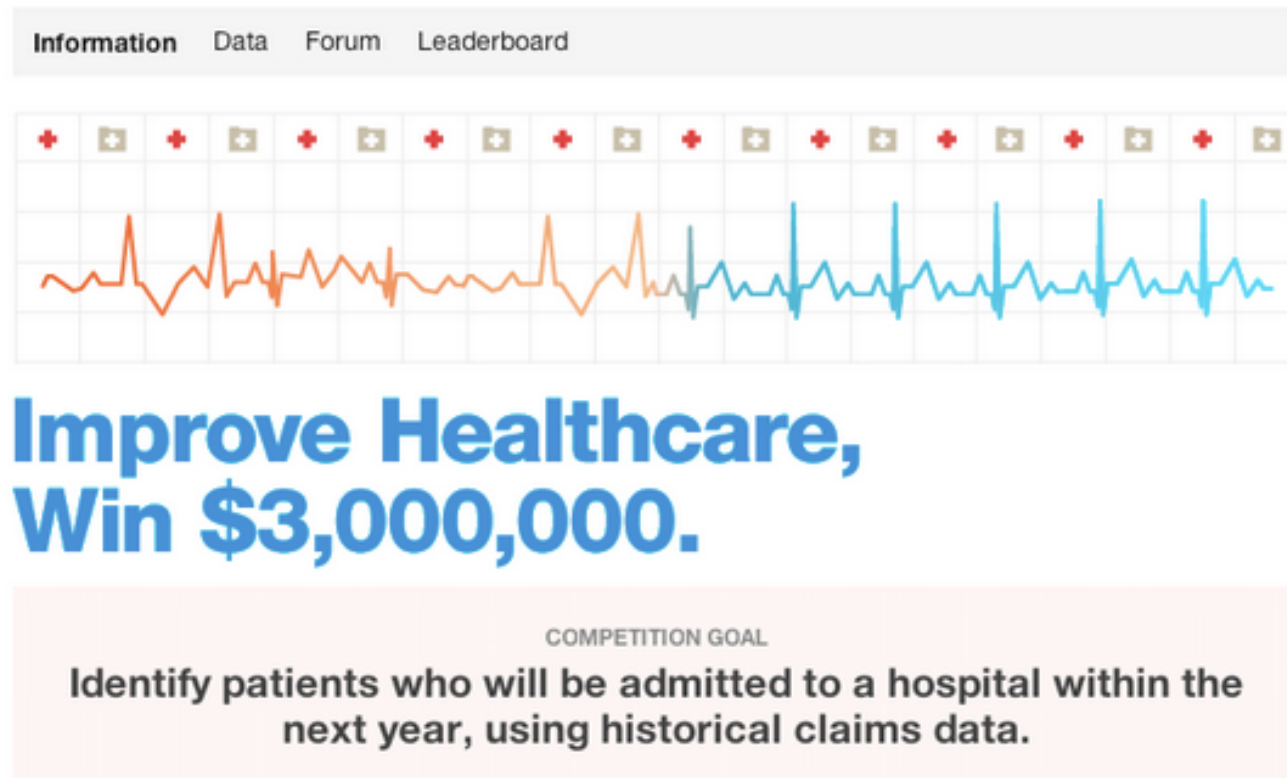 Information Data Forum Leaderboard
Improve Healthcare,
Win $3,000,000.
COMPETITION GOAL
Identify patients who will be admitted to a hospital within the
next year, using historical claims data.